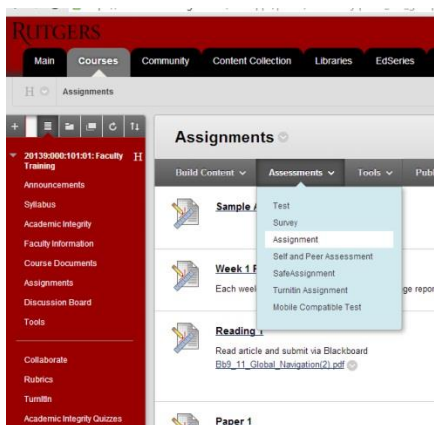 RUTGERS
Main Courses Community Content Collection Libraries EdSeries
H Assignments
20139:000:101:01: Faculty Training H
Announcements
Syllabus
Academic Integrity
Faculty Information
Course Documents
Assignments
Discussion Board
Tools
Collaborate
Rubrics
Turnitin
Academic Integrity Quizzes
Assignments
Build Content Assessments Tools
Test
Survey
Assignment
Self and Peer Assessment
SafeAssignment
Turnitin Assignment
Mobile Compatible Test
Sample
Week 1
Each
Reading 1
Read article and submit via Blackboard
Bb9_11_Global_Navigation(2).pdf
Paper 1